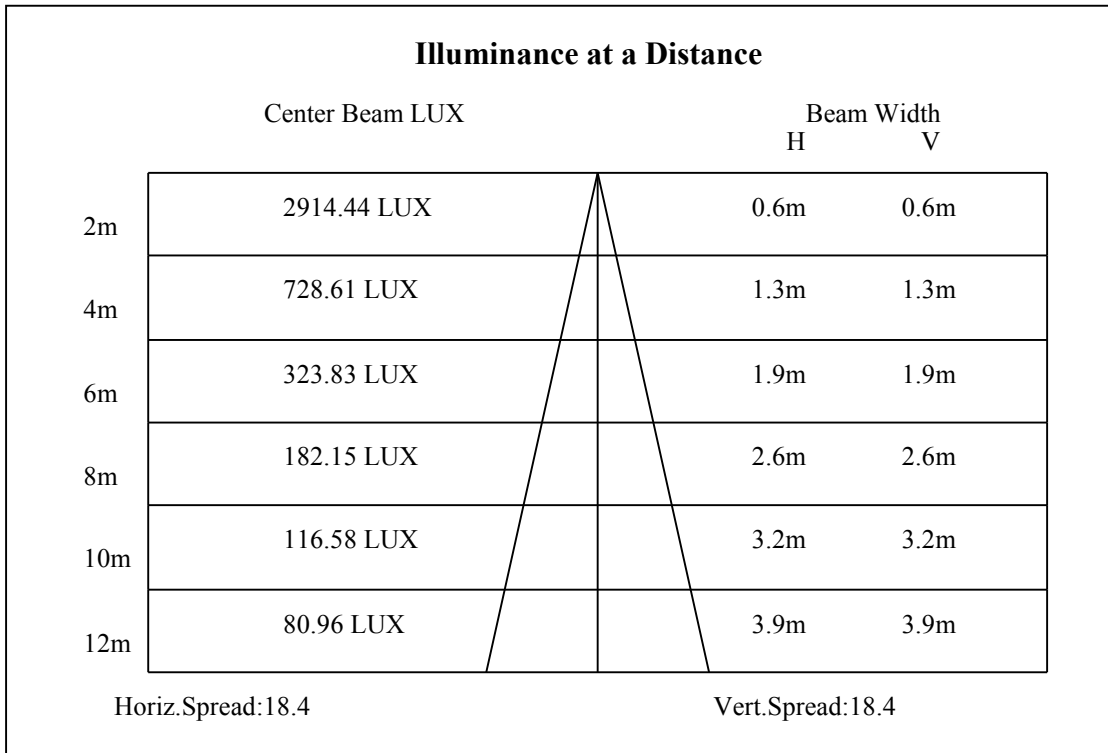 Illuminance at a Distance
Center Beam LUX Beam Width
H V
2m 2914.44 LUX 0.6m 0.6m
4m 728.61 LUX 1.3m 1.3m
6m 323.83 LUX 1.9m 1.9m
8m 182.15 LUX 2.6m 2.6m
10m 116.58 LUX 3.2m 3.2m
12m 80.96 LUX 3.9m 3.9m
Horiz.Spread:18.4 Vert.Spread:18.4